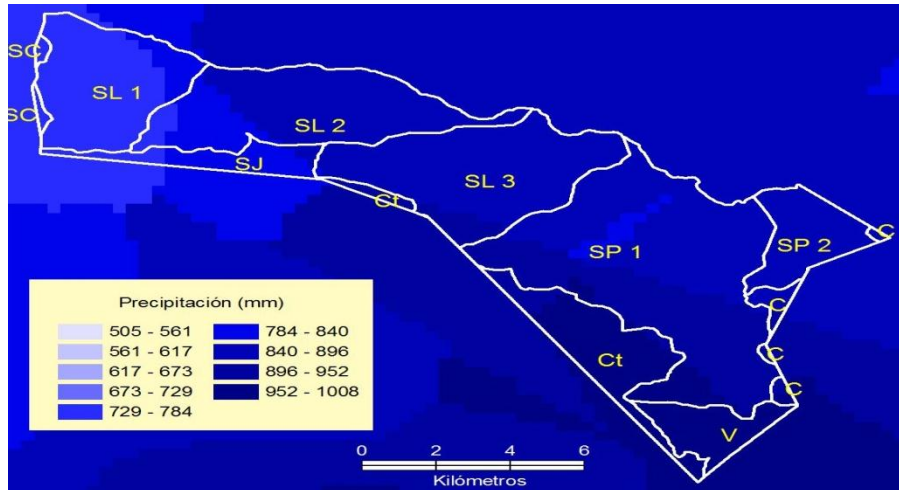 SC
SL 1
SC
SL 2
SJ
SL 3
Ct
SP 1
SP 2
C
C
C
Ct
C
V
Precipitación (mm)
505 - 561
561 - 617
617 - 673
673 - 729
729 - 784
784 - 840
840 - 896
896 - 952
952 - 1008
0 2 4 6
Kilómetros